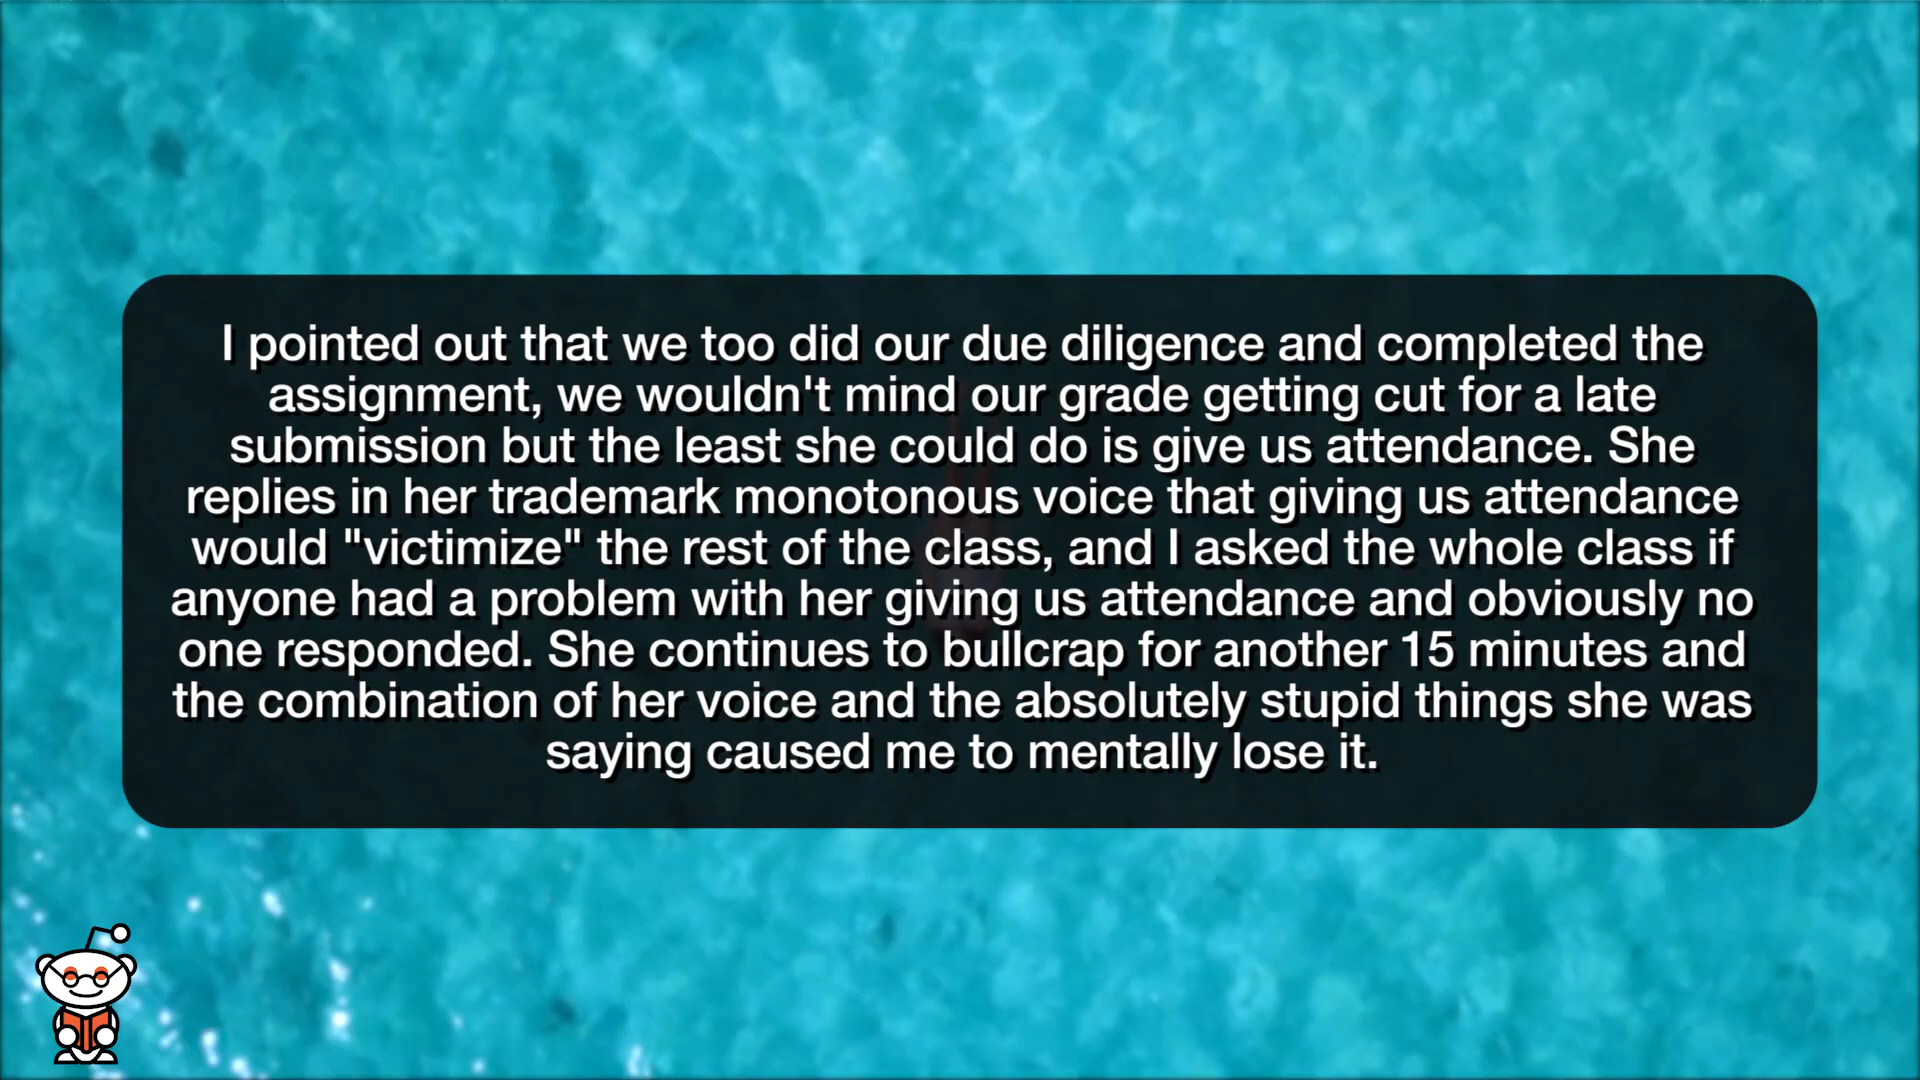 I pointed out that we too did our due diligence and completed the
assignment, we wouldn't mind our grade getting cut for a late
submission but the least she could do is give us attendance. She
replies in her trademark monotonous voice that giving us attendance
would "victimize" the rest of the class, and I asked the whole class if
anyone had a problem with her giving us attendance and obviously no
one responded. She continues to bullcrap for another 15 minutes and
the combination of her voice and the absolutely stupid things she was
saying caused me to mentally lose it.